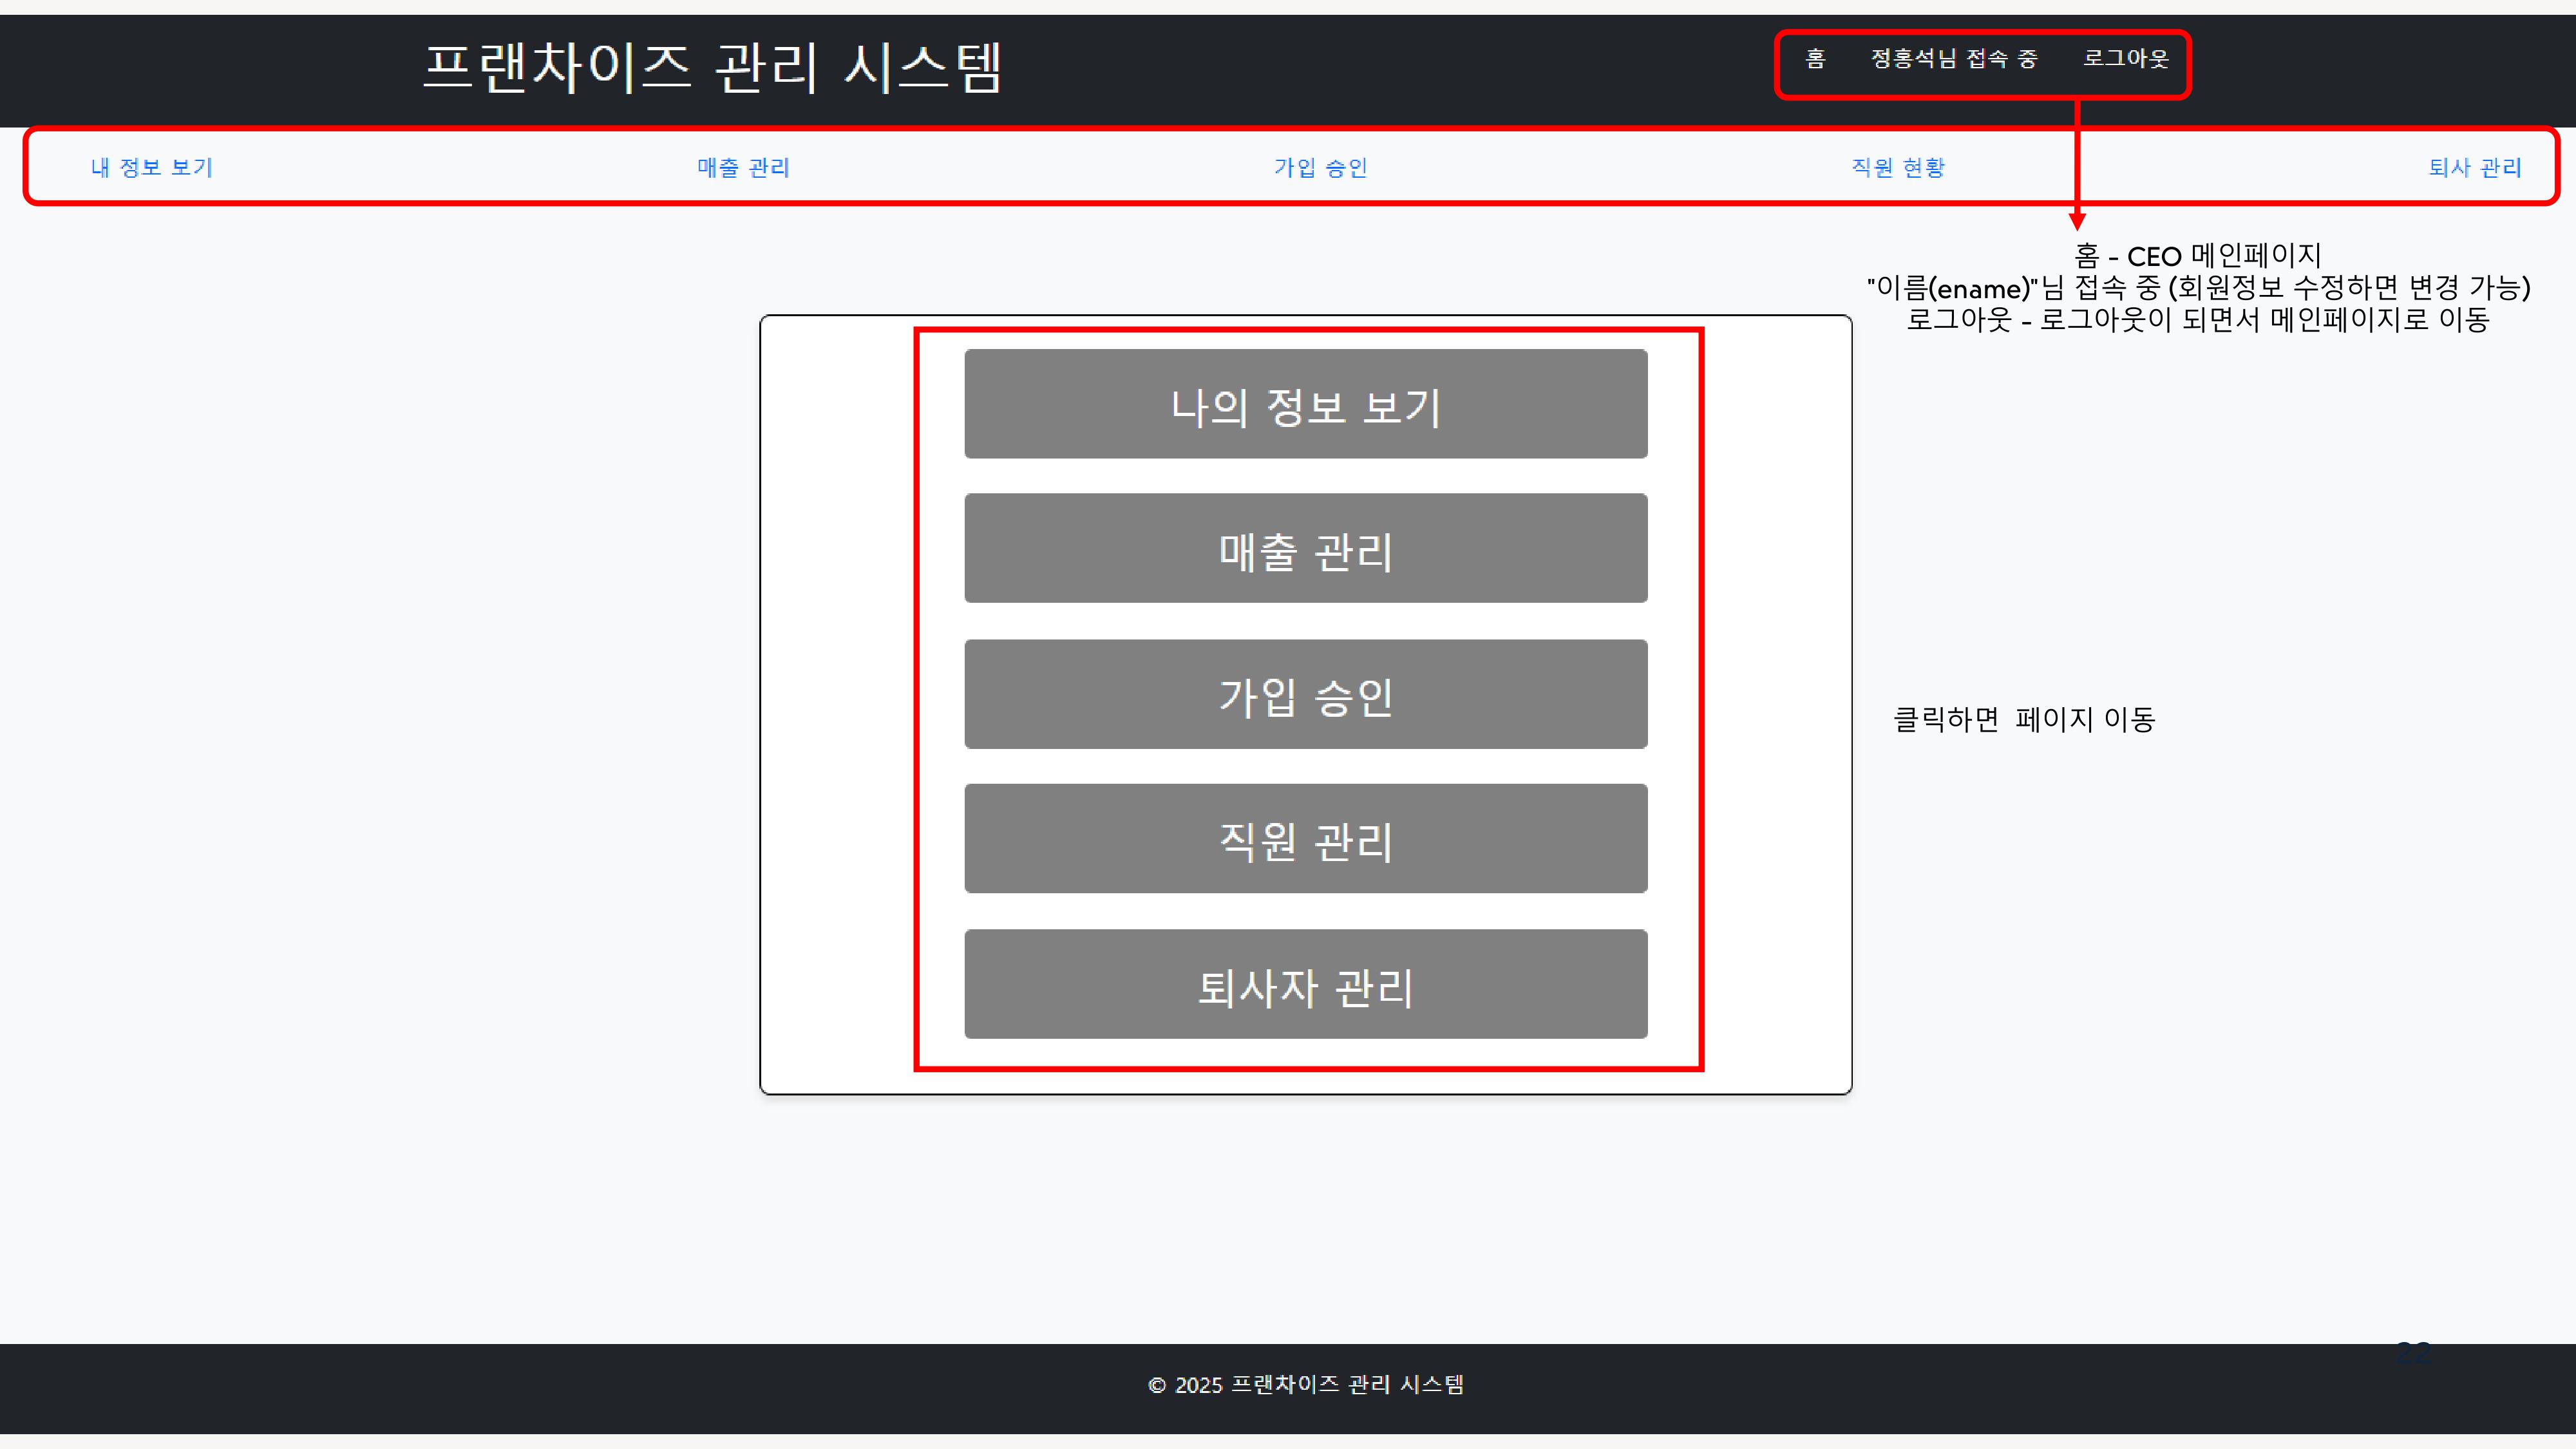 프랜차이즈 관리 시스템
홈 정홍석님 접속 중 로그아웃
내 정보 보기 매출 관리 가입 승인 직원 현황 퇴사 관리
홈 - CEO 메인페이지
"이름(ename)"님 접속 중 (회원정보 수정하면 변경 가능)
로그아웃 - 로그아웃이 되면서 메인페이지로 이동
나의 정보 보기
매출 관리
가입 승인
클릭하면 페이지 이동
직원 관리
퇴사자 관리
22
© 2025 프랜차이즈 관리 시스템